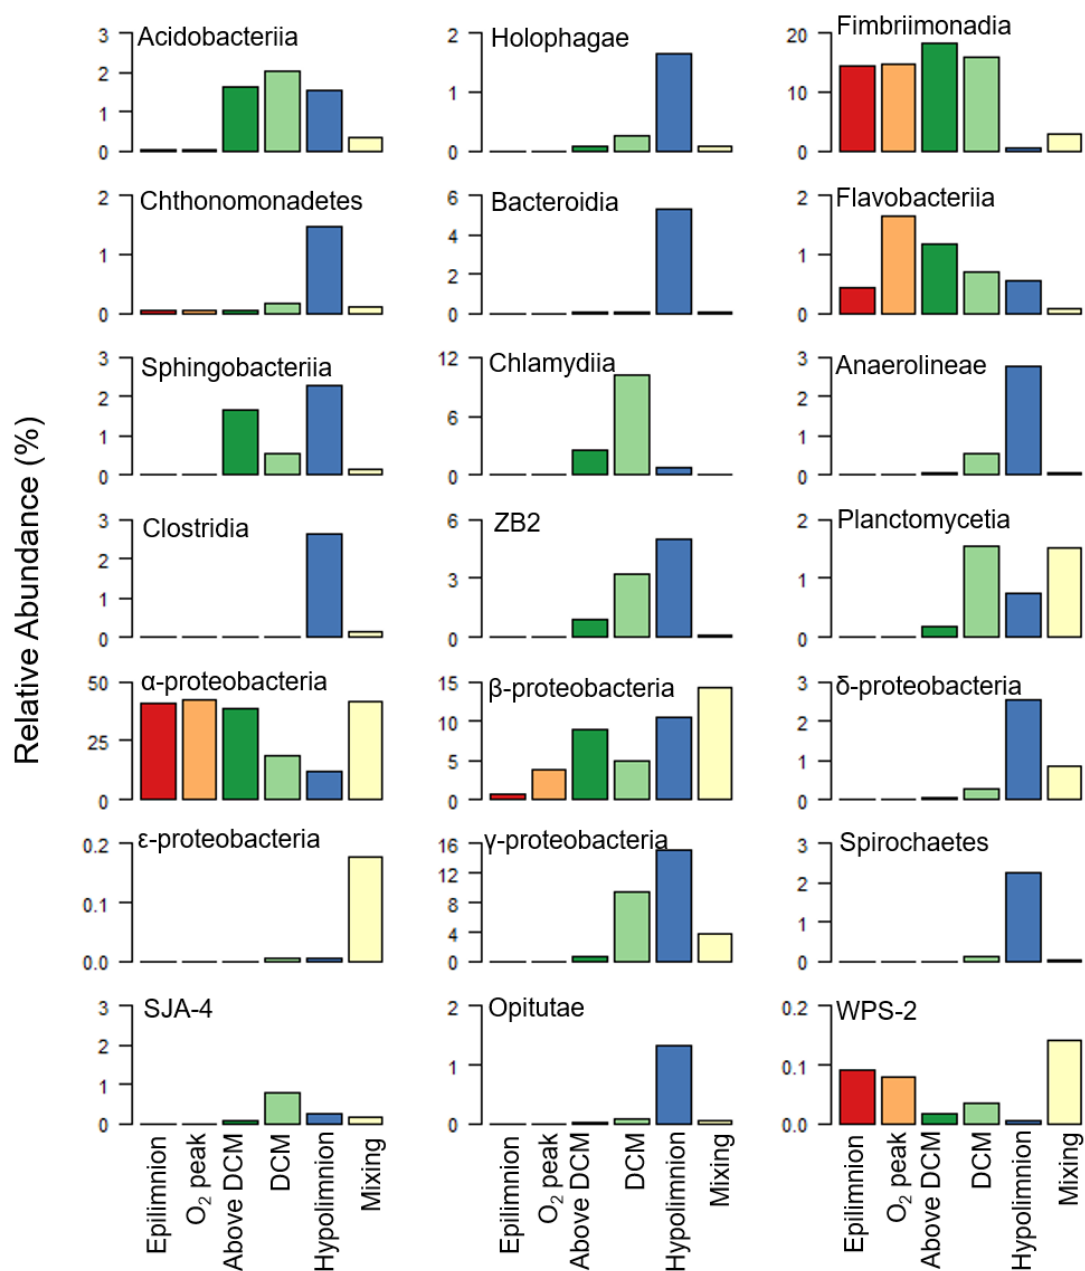 Relative Abundance (%)
Acidobacteriia
3
2
1
0
Holophagae
2
1
0
Fimbriimonadia
20
10
0
Chthonomonadetes
2
1
0
Bacteroidia
6
4
2
0
Flavobacteriia
2
1
0
Sphingobacteriia
3
2
1
0
Chlamydiia
12
6
0
Anaerolineae
3
2
1
0
Clostridia
3
2
1
0
ZB2
6
3
0
Planctomycetia
2
1
0
α-proteobacteria
50
25
0
β-proteobacteria
15
10
5
0
δ-proteobacteria
3
2
1
0
ε-proteobacteria
0.2
0.1
0.0
γ-proteobacteria
16
12
8
4
0
Spirochaetes
3
2
1
0
SJA-4
3
2
1
0
Opitutae
2
1
0
WPS-2
0.2
0.1
0.0
Epilimnion
O₂ peak
Above DCM
DCM
Hypolimnion
Mixing
Epilimnion
O₂ peak
Above DCM
DCM
Hypolimnion
Mixing
Epilimnion
O₂ peak
Above DCM
DCM
Hypolimnion
Mixing